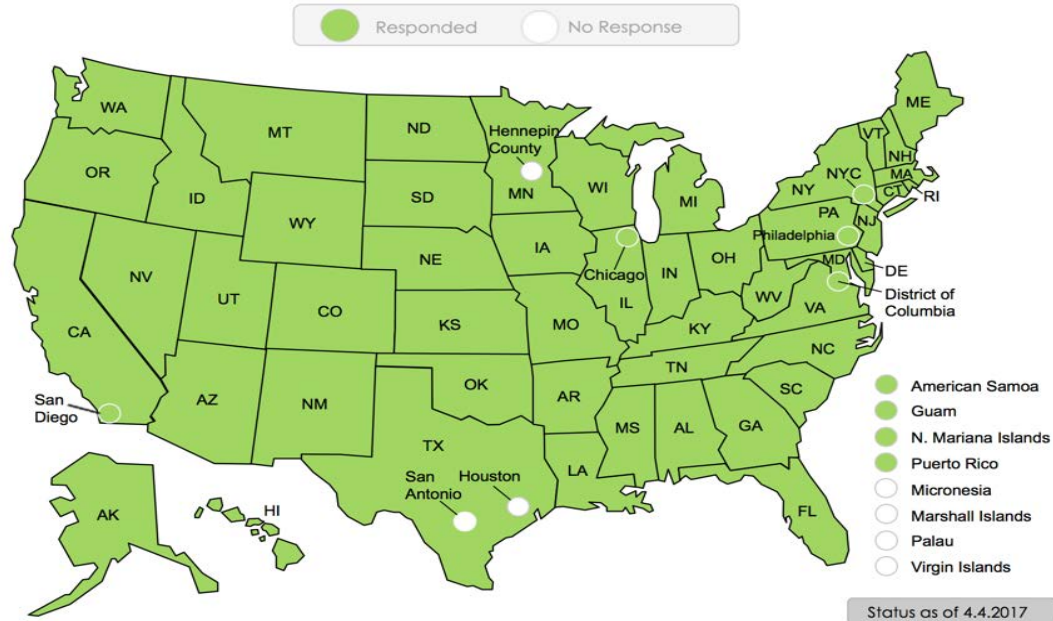 Responded
No Response
WA
MT
ND
Hennepin
County
MN
OR
ID
WY
SD
WI
MI
ME
VT
NH
NYC
NY
MA
CT
RI
PA
NJ
Philadelphia
NV
UT
CO
NE
IA
Chicago
IL
IN
OH
MD
DE
District of
Columbia
WV
VA
CA
KS
MO
KY
NC
TN
San
Diego
AZ
NM
OK
AR
SC
TX
MS
AL
GA
LA
San
Antonio
Houston
FL
AK
HI
American Samoa
Guam
N. Mariana Islands
Puerto Rico
Micronesia
Marshall Islands
Palau
Virgin Islands
Status as of 4.4.2017